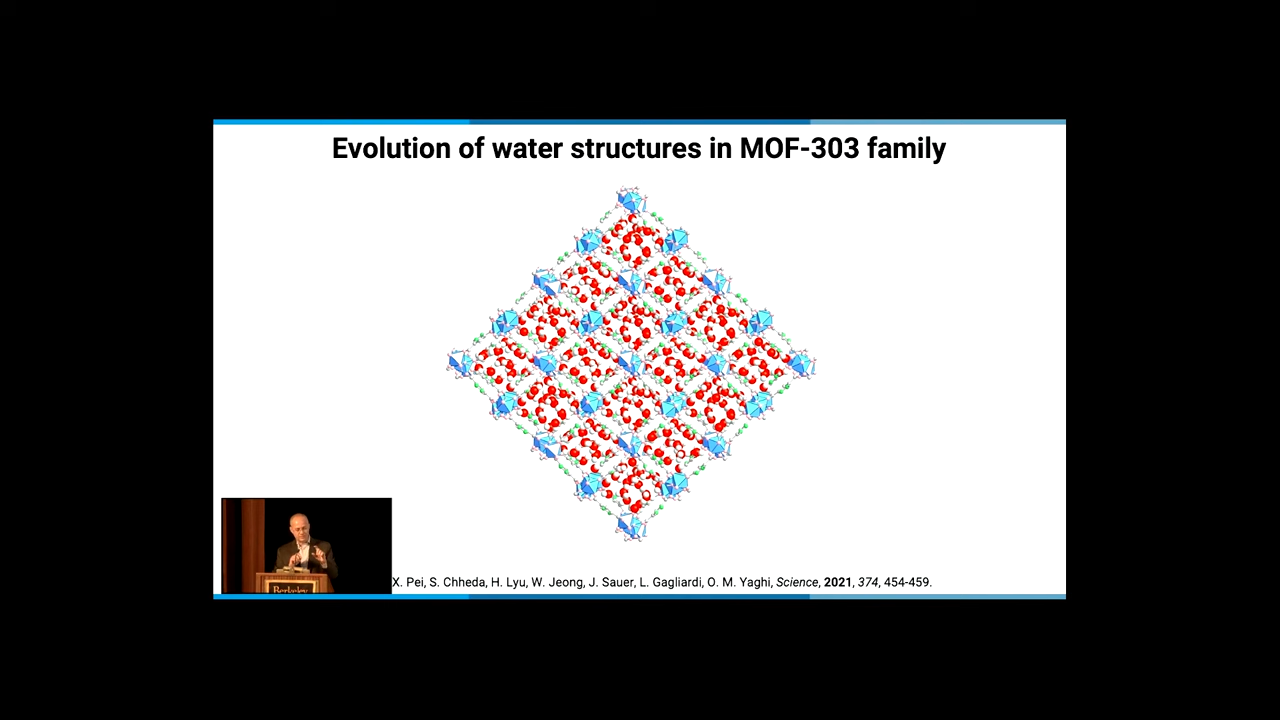 Evolution of water structures in MOF-303 family
X. Pei, S. Chheda, H. Lyu, W. Jeong, J. Sauer, L. Gagliardi, O. M. Yaghi, Science, 2021, 374, 454-459.
Berkeley